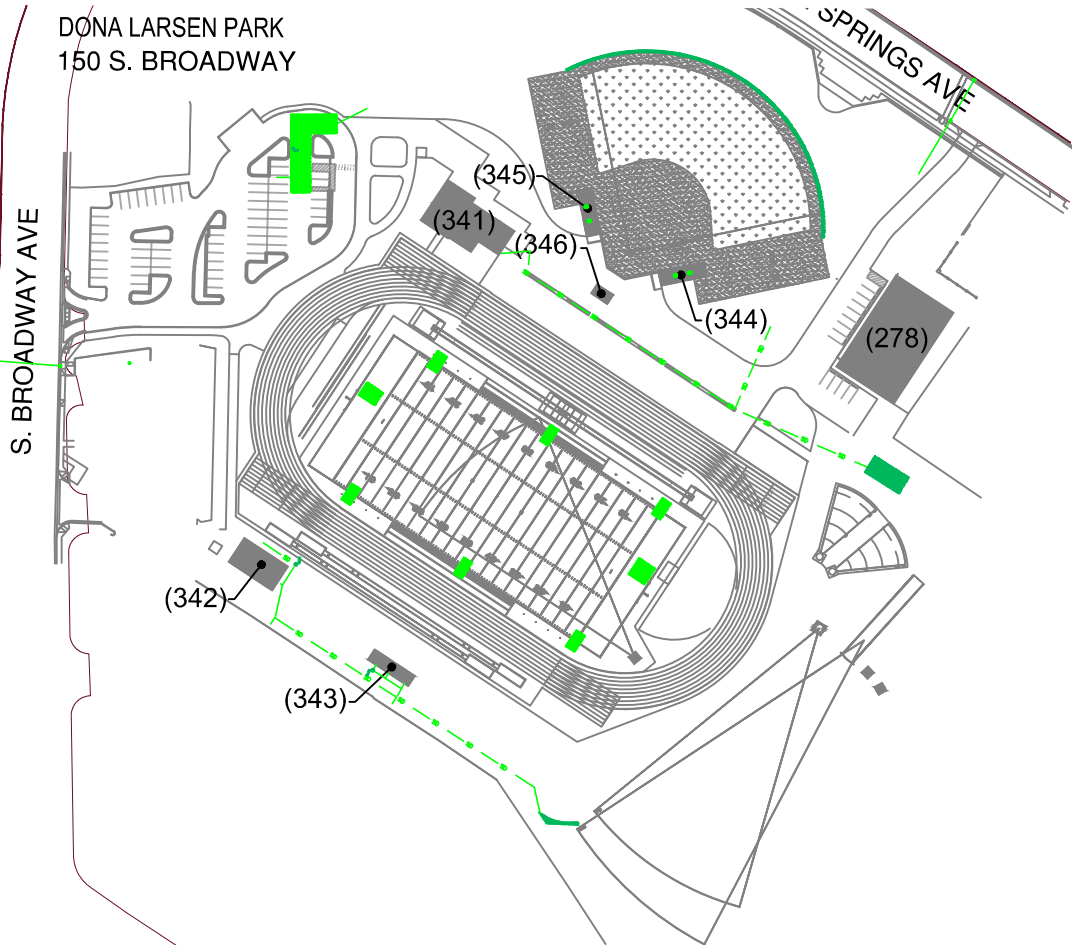 DONA LARSEN PARK
150 S. BROADWAY
SPRINGS AVE
(345)
(341)
(346)
S. BROADWAY AVE
(344)
(278)
(342)
(343)